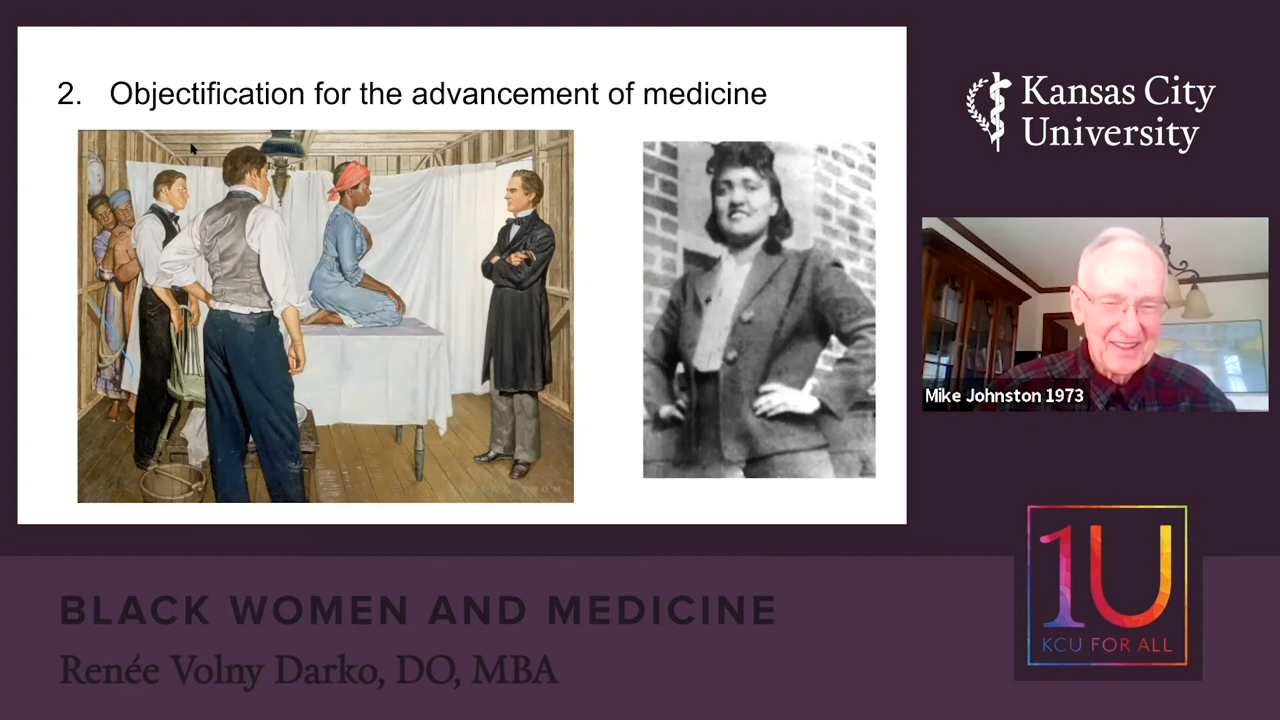 2. Objectification for the advancement of medicine
Kansas City
University
Mike Johnston 1973
1U
KCU FOR ALL
BLACK WOMEN AND MEDICINE
Renée Volny Darko, DO, MBA